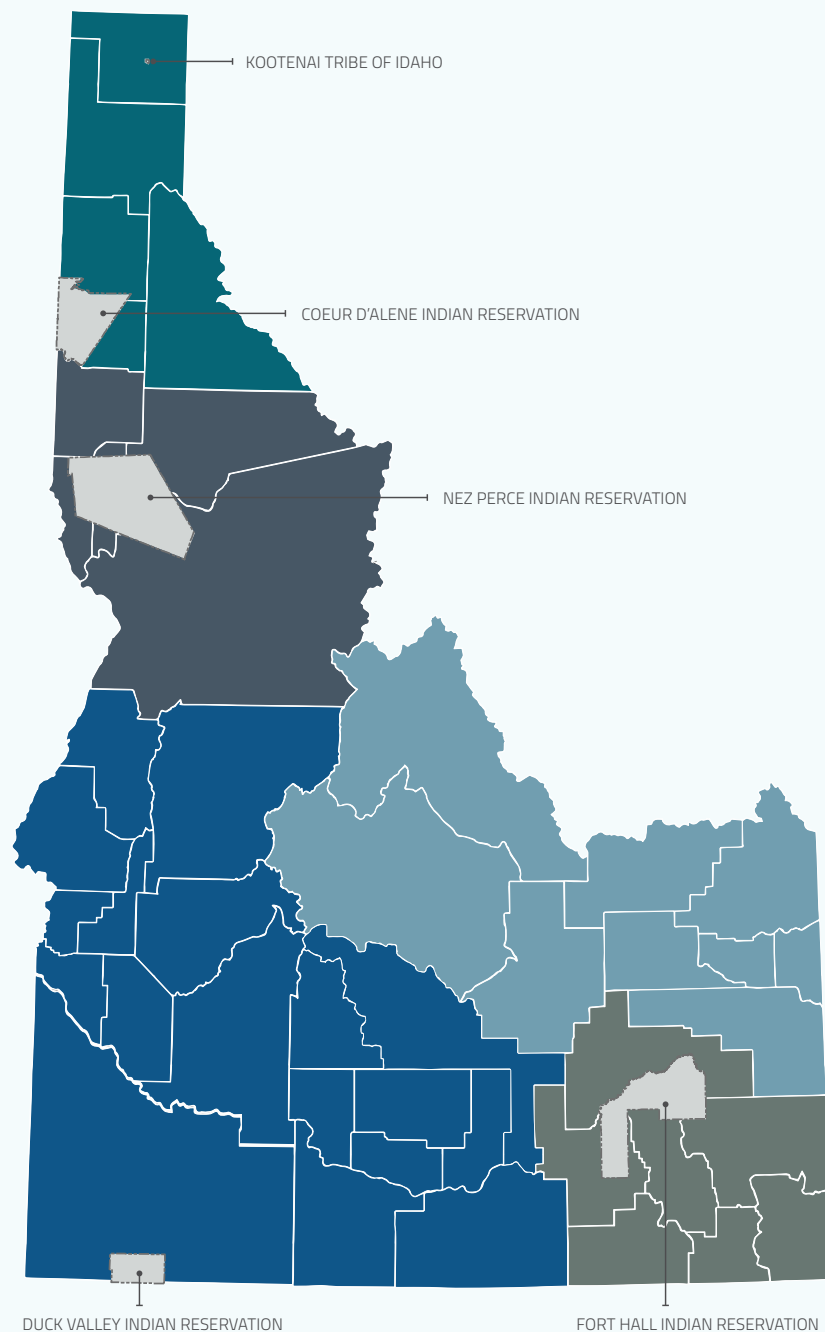 KOOTENAI TRIBE OF IDAHO
COEUR D'ALENE INDIAN RESERVATION
NEZ PERCE INDIAN RESERVATION
DUCK VALLEY INDIAN RESERVATION
FORT HALL INDIAN RESERVATION